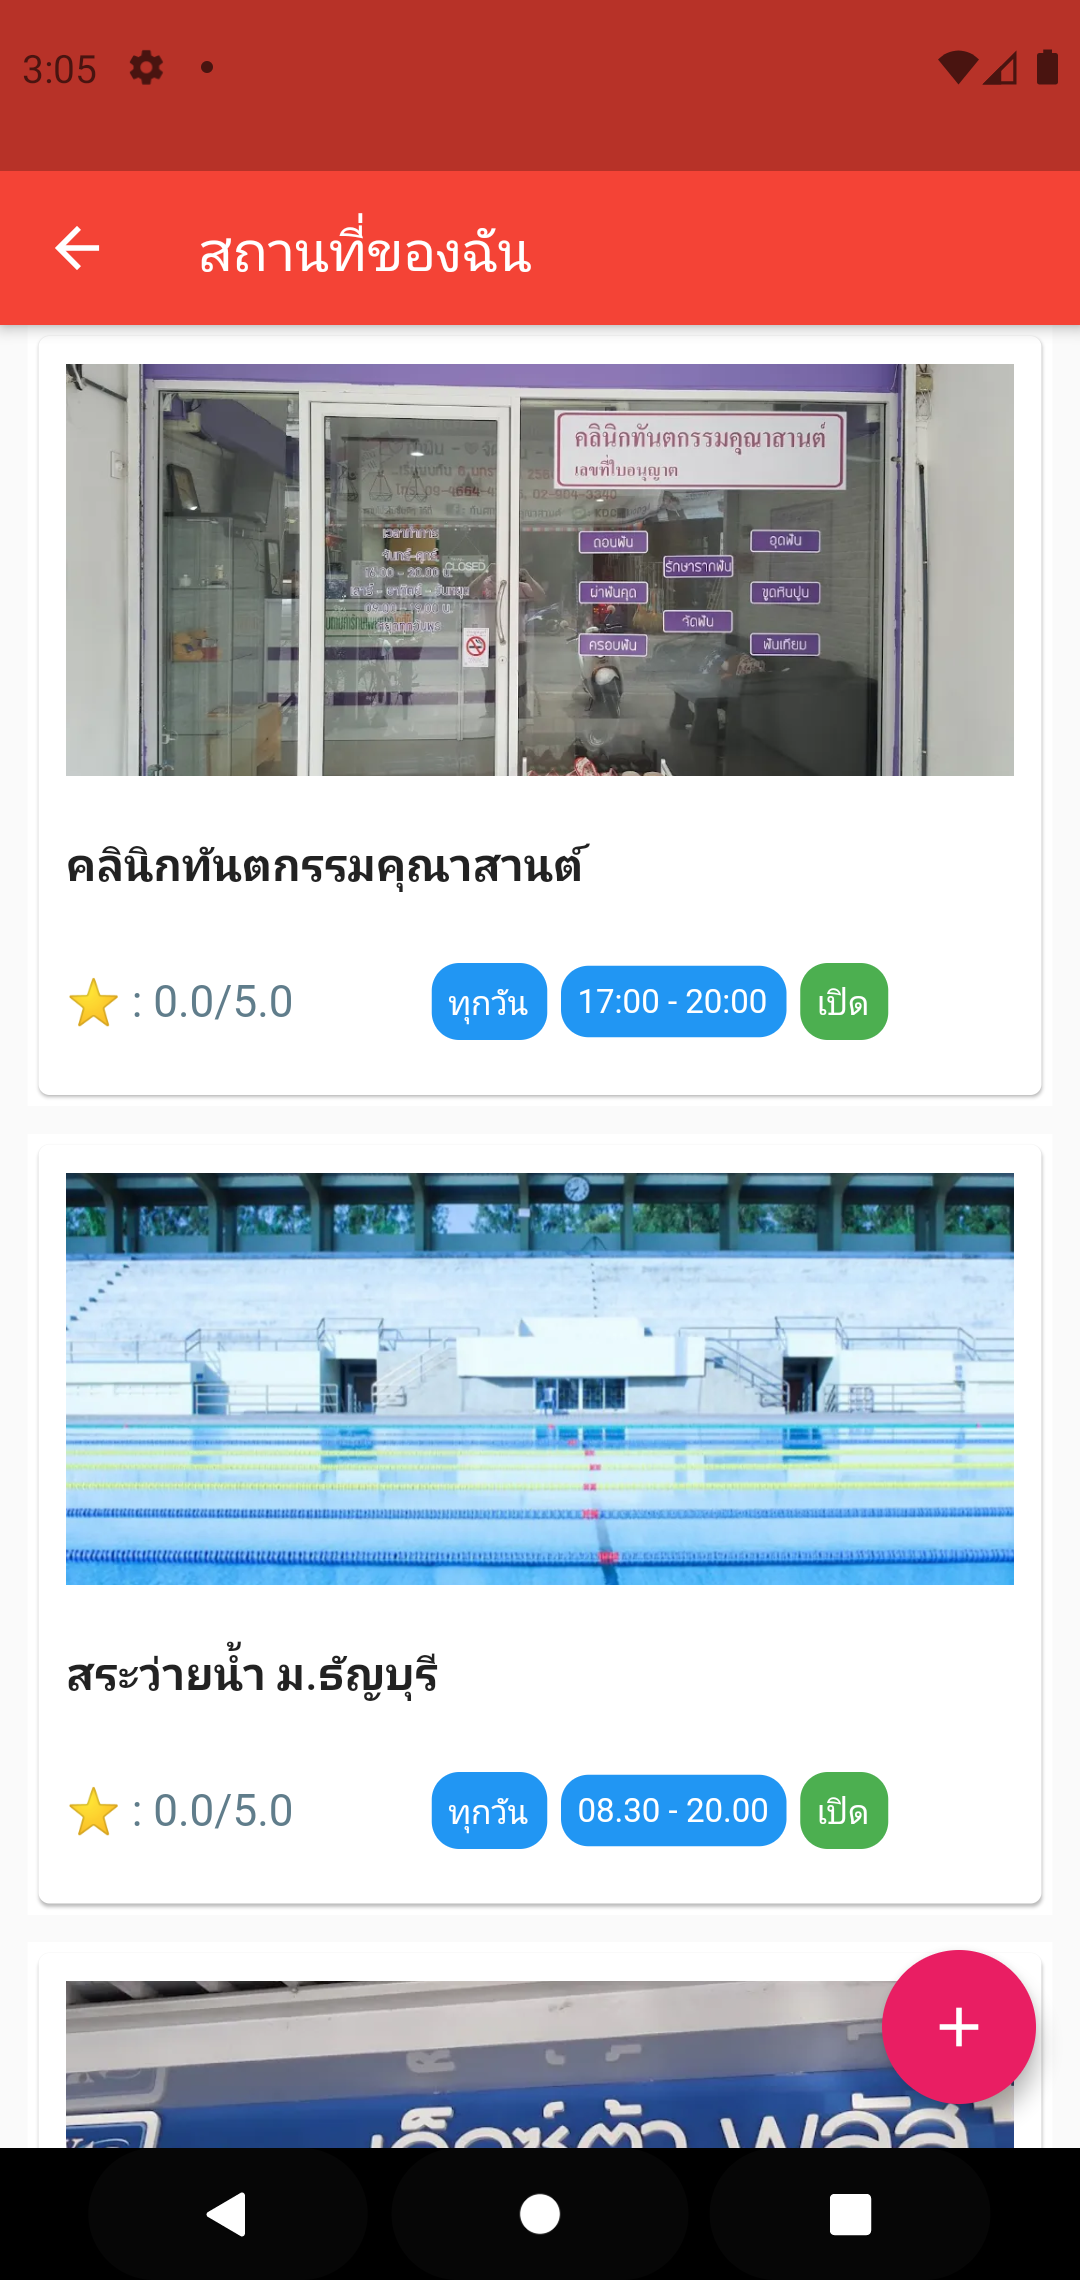 3:05
สถานที่ของฉัน
คลินิกทันตกรรมคุณาสานต์
เลขที่ใบอนุญาต
ถอนฟัน
อุดฟัน
รักษารากฟัน
ผ่าฟันคุด
ขูดหินปูน
จัดฟัน
ครอบฟัน
ฟันเทียม
CLOSED
คลินิกทันตกรรมคุณาสานต์
: 0.0/5.0 ทุกวัน 17:00 - 20:00 เปิด
สระว่ายน้ำ ม.ธัญบุรี
: 0.0/5.0 ทุกวัน 08.30 - 20.00 เปิด
พลัส